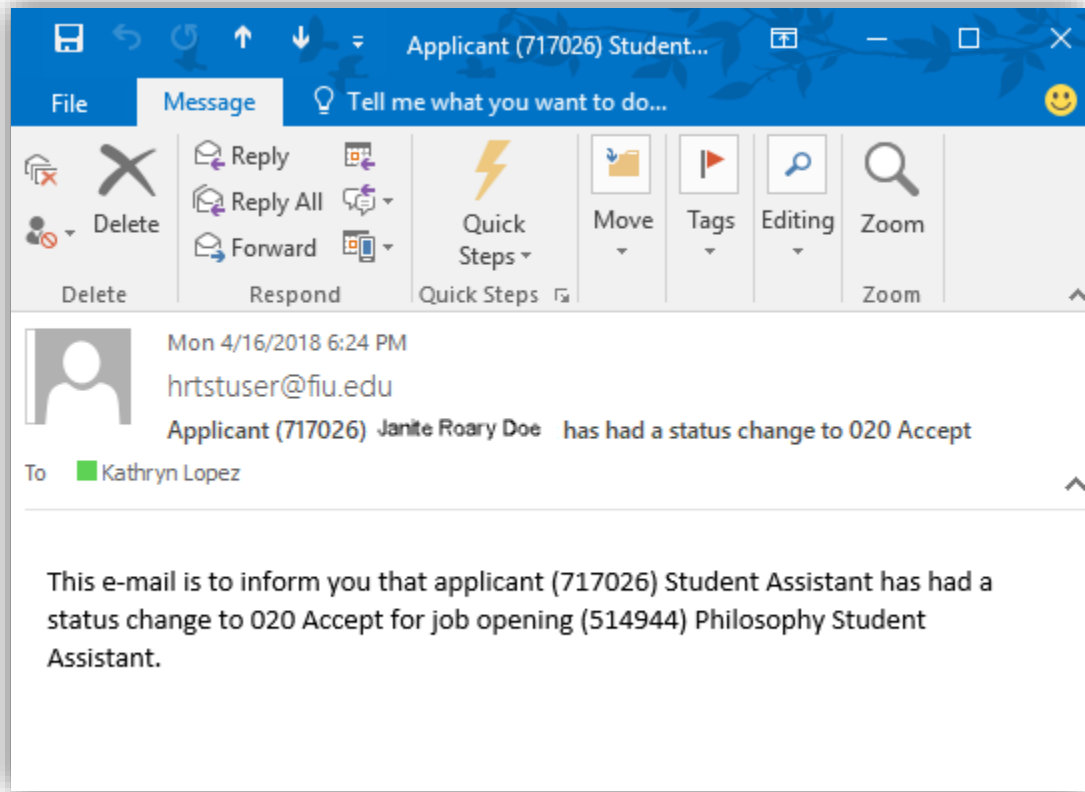 Applicant (717026) Student...
File Message Tell me what you want to do...
Delete
Reply
Reply All
Forward
Quick
Steps
Move
Tags
Editing
Zoom
Delete Respond Quick Steps Zoom
Mon 4/16/2018 6:24 PM
hrtstuser@fiu.edu
Applicant (717026) Janite Roary Doe has had a status change to 020 Accept
To Kathryn Lopez
This e-mail is to inform you that applicant (717026) Student Assistant has had a
status change to 020 Accept for job opening (514944) Philosophy Student
Assistant.